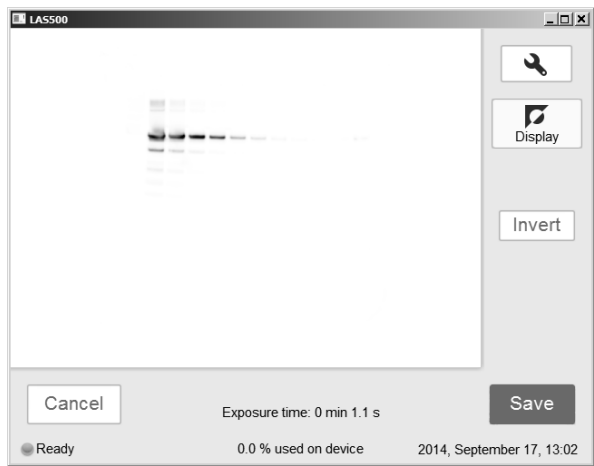 LAS500
Display
Invert
Cancel
Exposure time: 0 min 1.1 s
Save
Ready
0.0 % used on device
2014, September 17, 13:02